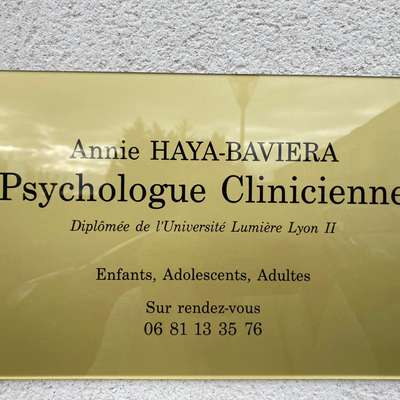 Annie HAYA-BAVIERA
Psychologue Clinicienne
Diplômée de l'Université Lumière Lyon II
Enfants, Adolescents, Adultes
Sur rendez-vous
06 81 13 35 76